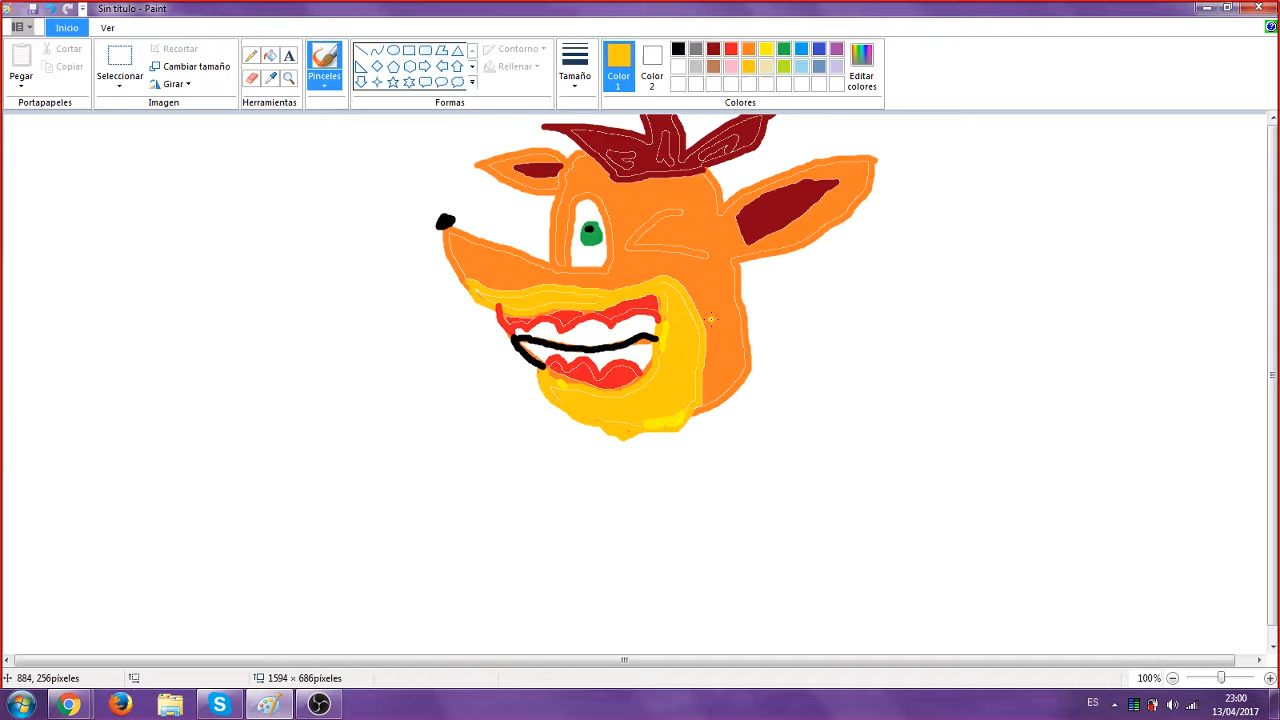 Sin título - Paint
Inicio
Ver
Pegar
Cortar
Copiar
Portapapeles
Seleccionar
Recortar
Cambiar tamaño
Girar
Imagen
A
Herramientas
Pinceles
Contorno
Rellenar
Formas
Tamaño
Color 1
Color 2
Editar colores
Colores
884, 256píxeles
1594 × 686píxeles
100%
ES
23:00
13/04/2017